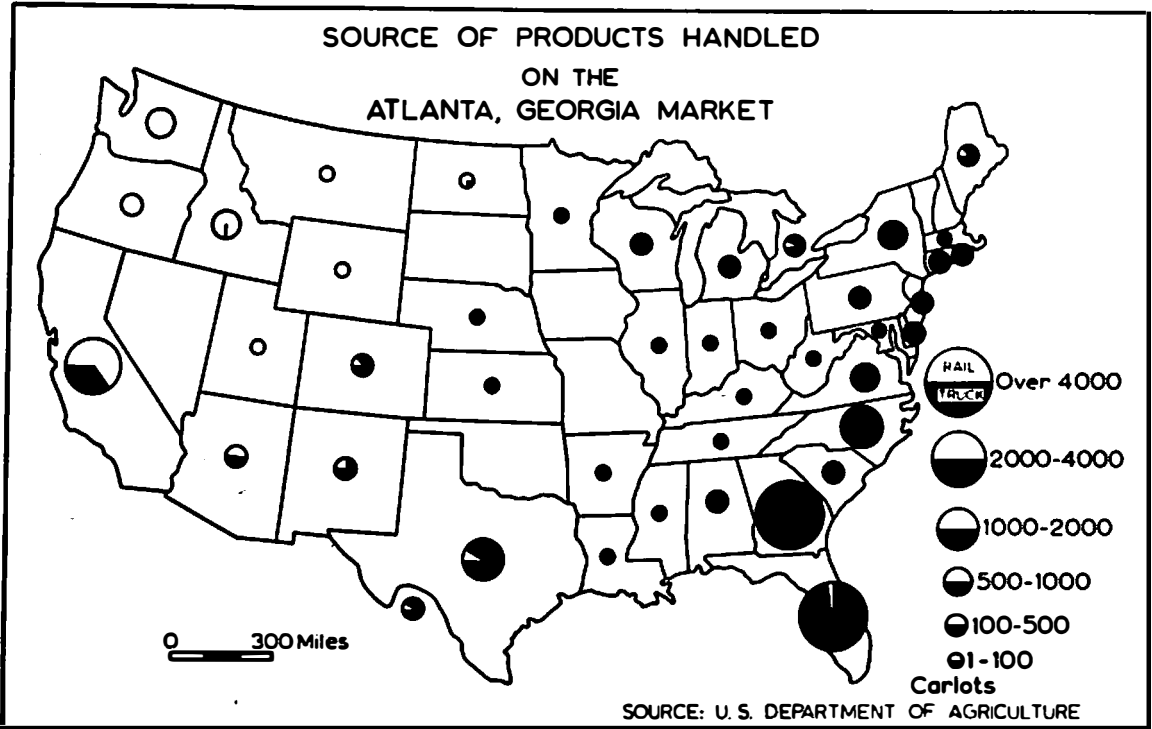 SOURCE OF PRODUCTS HANDLED
ON THE
ATLANTA, GEORGIA MARKET
RAIL
TRUCK
Over 4000
2000-4000
1000-2000
500-1000
100-500
1-100
Carlots
0 300 Miles
SOURCE: U. S. DEPARTMENT OF AGRICULTURE